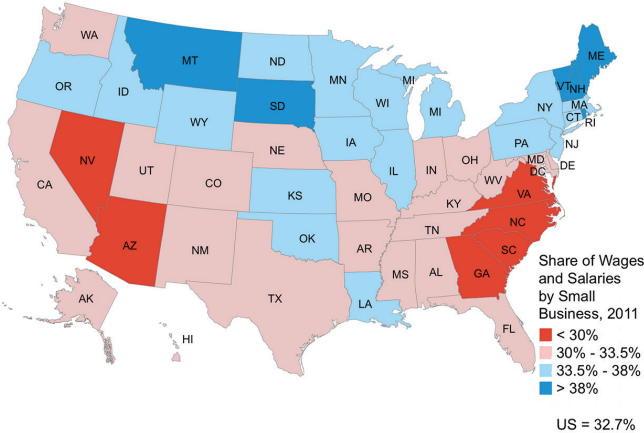 WA
MT
ND
ME
OR
ID
MN
MI
VT
NH
WI
SD
WY
MI
NY
MA
CT
RI
IA
PA
NJ
NV
NE
IL
IN
OH
MD
DE
DC
UT
CO
WV
VA
CA
KS
MO
KY
NC
TN
AZ
OK
AR
SC
NM
MS
AL
GA
TX
LA
AK
FL
HI
Share of Wages
and Salaries
by Small
Business, 2011
< 30%
30% - 33.5%
33.5% - 38%
> 38%
US = 32.7%